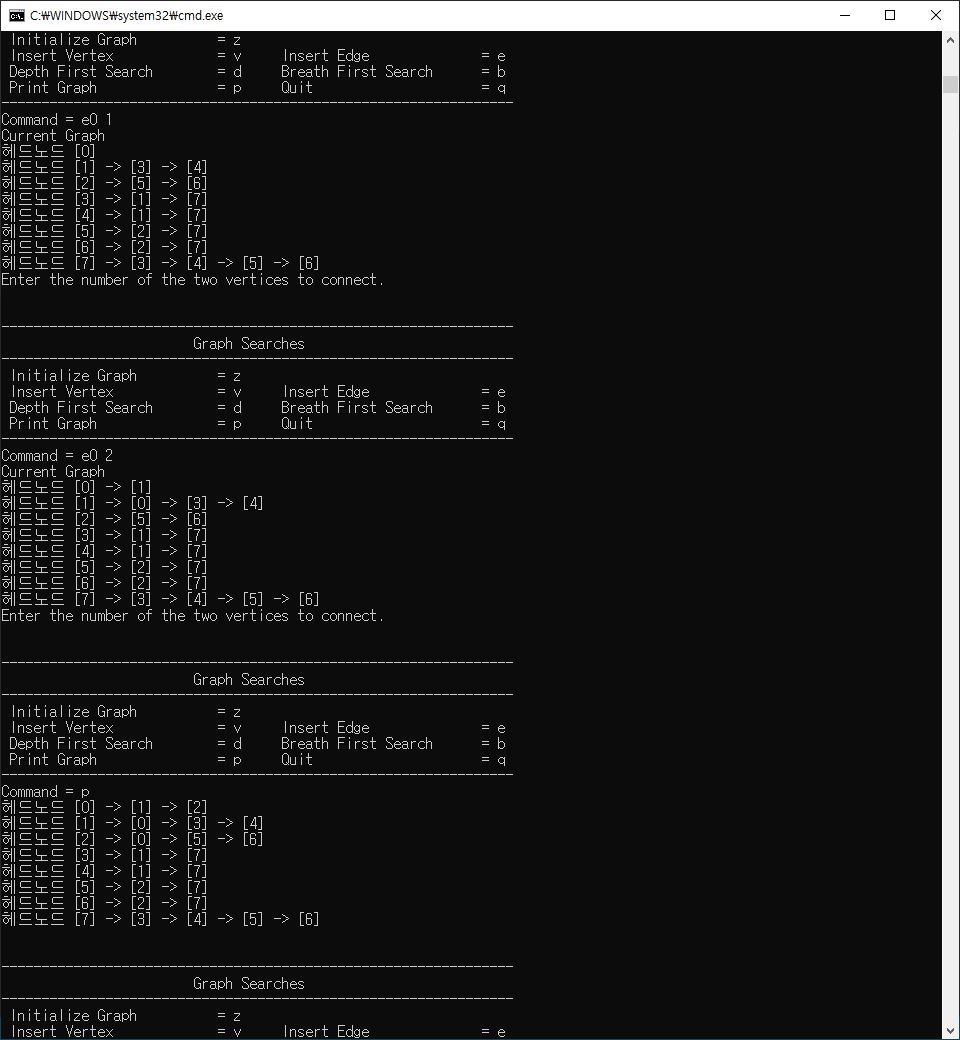 C:₩WINDOWS₩system32₩cmd.exe
Initialize Graph = z
Insert Vertex = v Insert Edge = e
Depth First Search = d Breath First Search = b
Print Graph = p Quit = q
----------------------------------------------------------------
Command = e0 1
Current Graph
헤드노드 [0]
헤드노드 [1] -> [3] -> [4]
헤드노드 [2] -> [5] -> [6]
헤드노드 [3] -> [1] -> [7]
헤드노드 [4] -> [1] -> [7]
헤드노드 [5] -> [2] -> [7]
헤드노드 [6] -> [2] -> [7]
헤드노드 [7] -> [3] -> [4] -> [5] -> [6]
Enter the number of the two vertices to connect.
----------------------------------------------------------------
Graph Searches
----------------------------------------------------------------
Initialize Graph = z
Insert Vertex = v Insert Edge = e
Depth First Search = d Breath First Search = b
Print Graph = p Quit = q
----------------------------------------------------------------
Command = e0 2
Current Graph
헤드노드 [0] -> [1]
헤드노드 [1] -> [0] -> [3] -> [4]
헤드노드 [2] -> [5] -> [6]
헤드노드 [3] -> [1] -> [7]
헤드노드 [4] -> [1] -> [7]
헤드노드 [5] -> [2] -> [7]
헤드노드 [6] -> [2] -> [7]
헤드노드 [7] -> [3] -> [4] -> [5] -> [6]
Enter the number of the two vertices to connect.
----------------------------------------------------------------
Graph Searches
----------------------------------------------------------------
Initialize Graph = z
Insert Vertex = v Insert Edge = e
Depth First Search = d Breath First Search = b
Print Graph = p Quit = q
----------------------------------------------------------------
Command = p
헤드노드 [0] -> [1] -> [2]
헤드노드 [1] -> [0] -> [3] -> [4]
헤드노드 [2] -> [0] -> [5] -> [6]
헤드노드 [3] -> [1] -> [7]
헤드노드 [4] -> [1] -> [7]
헤드노드 [5] -> [2] -> [7]
헤드노드 [6] -> [2] -> [7]
헤드노드 [7] -> [3] -> [4] -> [5] -> [6]
----------------------------------------------------------------
Graph Searches
----------------------------------------------------------------
Initialize Graph = z
Insert Vertex = v Insert Edge = e